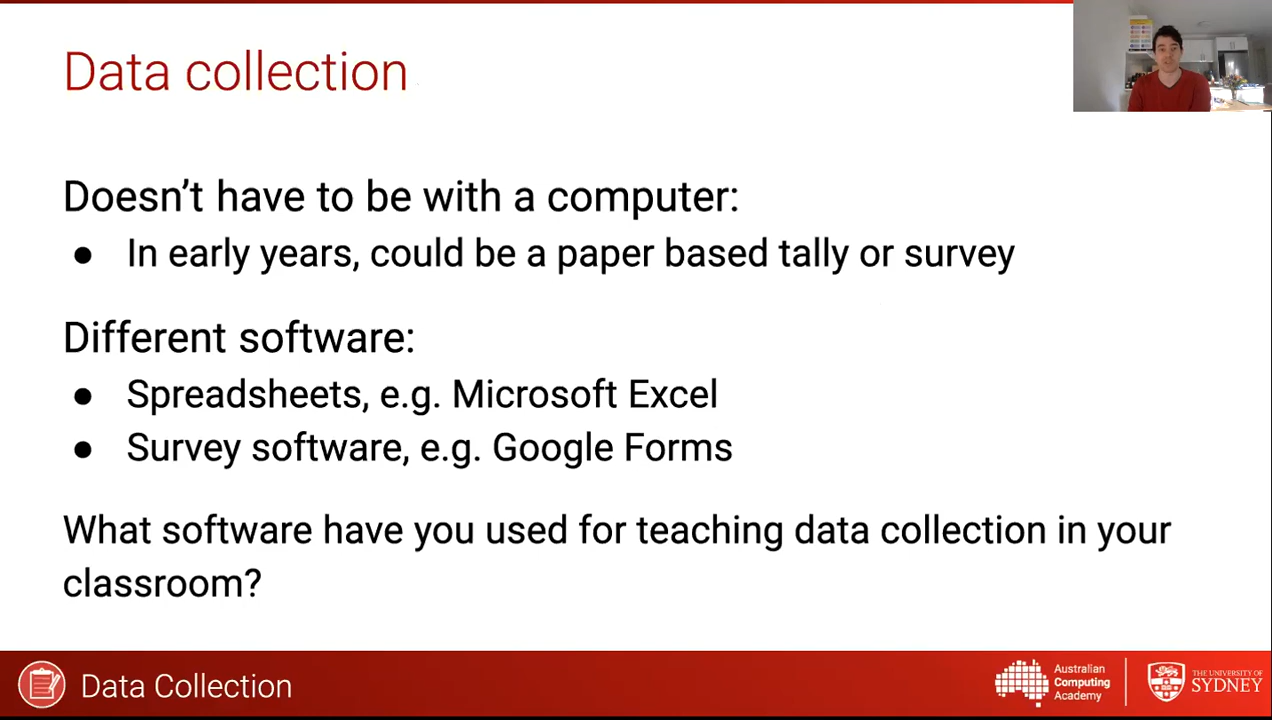 Data collection
Doesn't have to be with a computer:
● In early years, could be a paper based tally or survey
Different software:
● Spreadsheets, e.g. Microsoft Excel
● Survey software, e.g. Google Forms
What software have you used for teaching data collection in your
classroom?
Data Collection
Australian
Computing
Academy
THE UNIVERSITY OF
SYDNEY